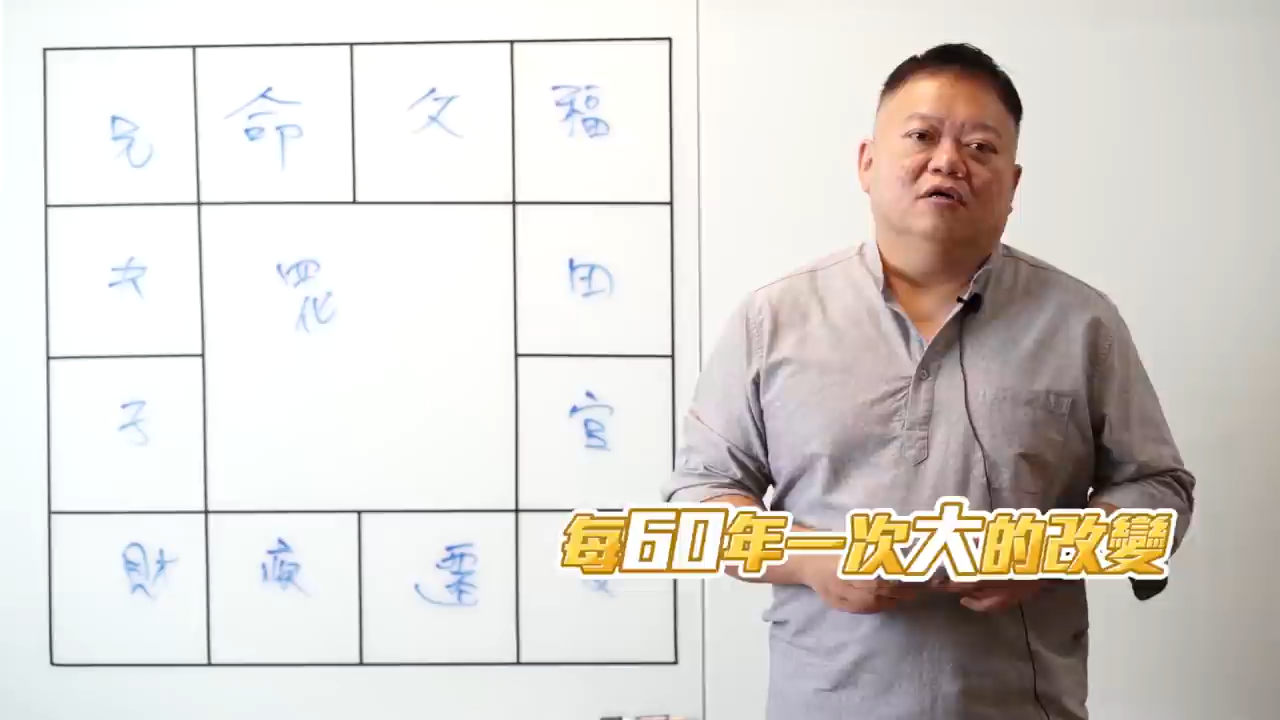 兄 命 父 福
夫 四化 田
子 官
財 疾 遷
每60年一次大的改變